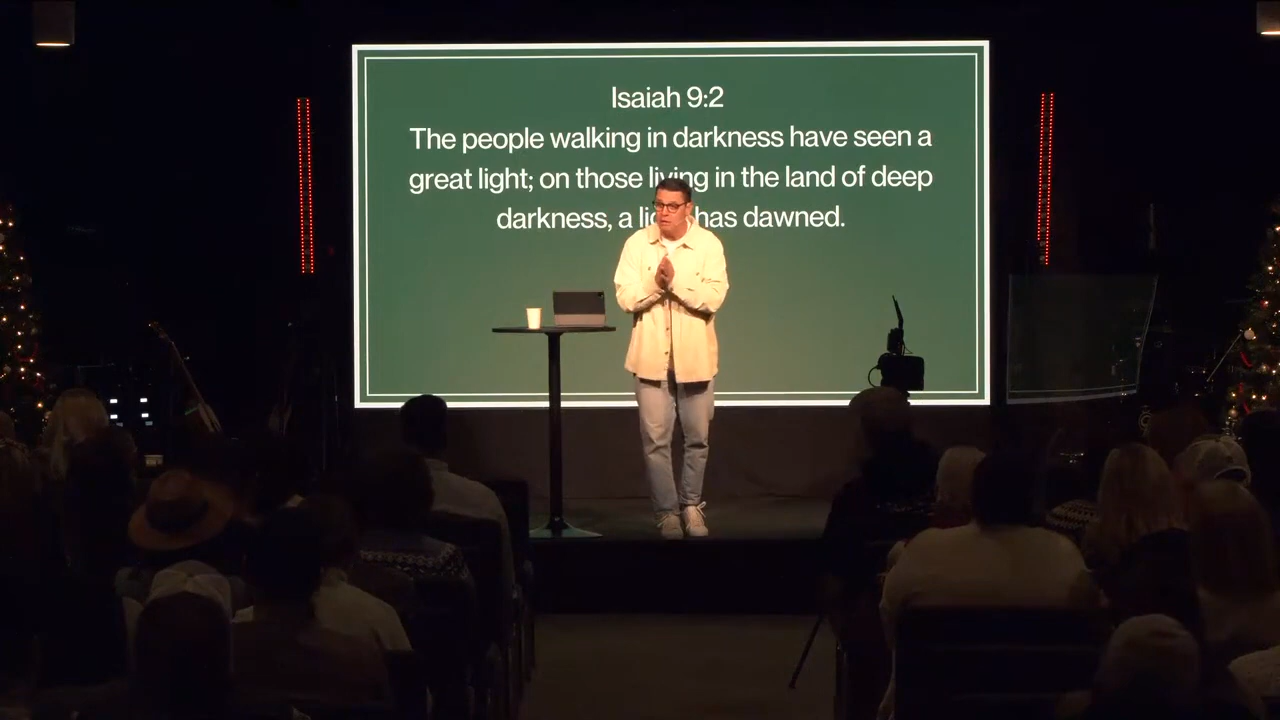 Isaiah 9:2
The people walking in darkness have seen a
great light; on those living in the land of deep
darkness, a light has dawned.